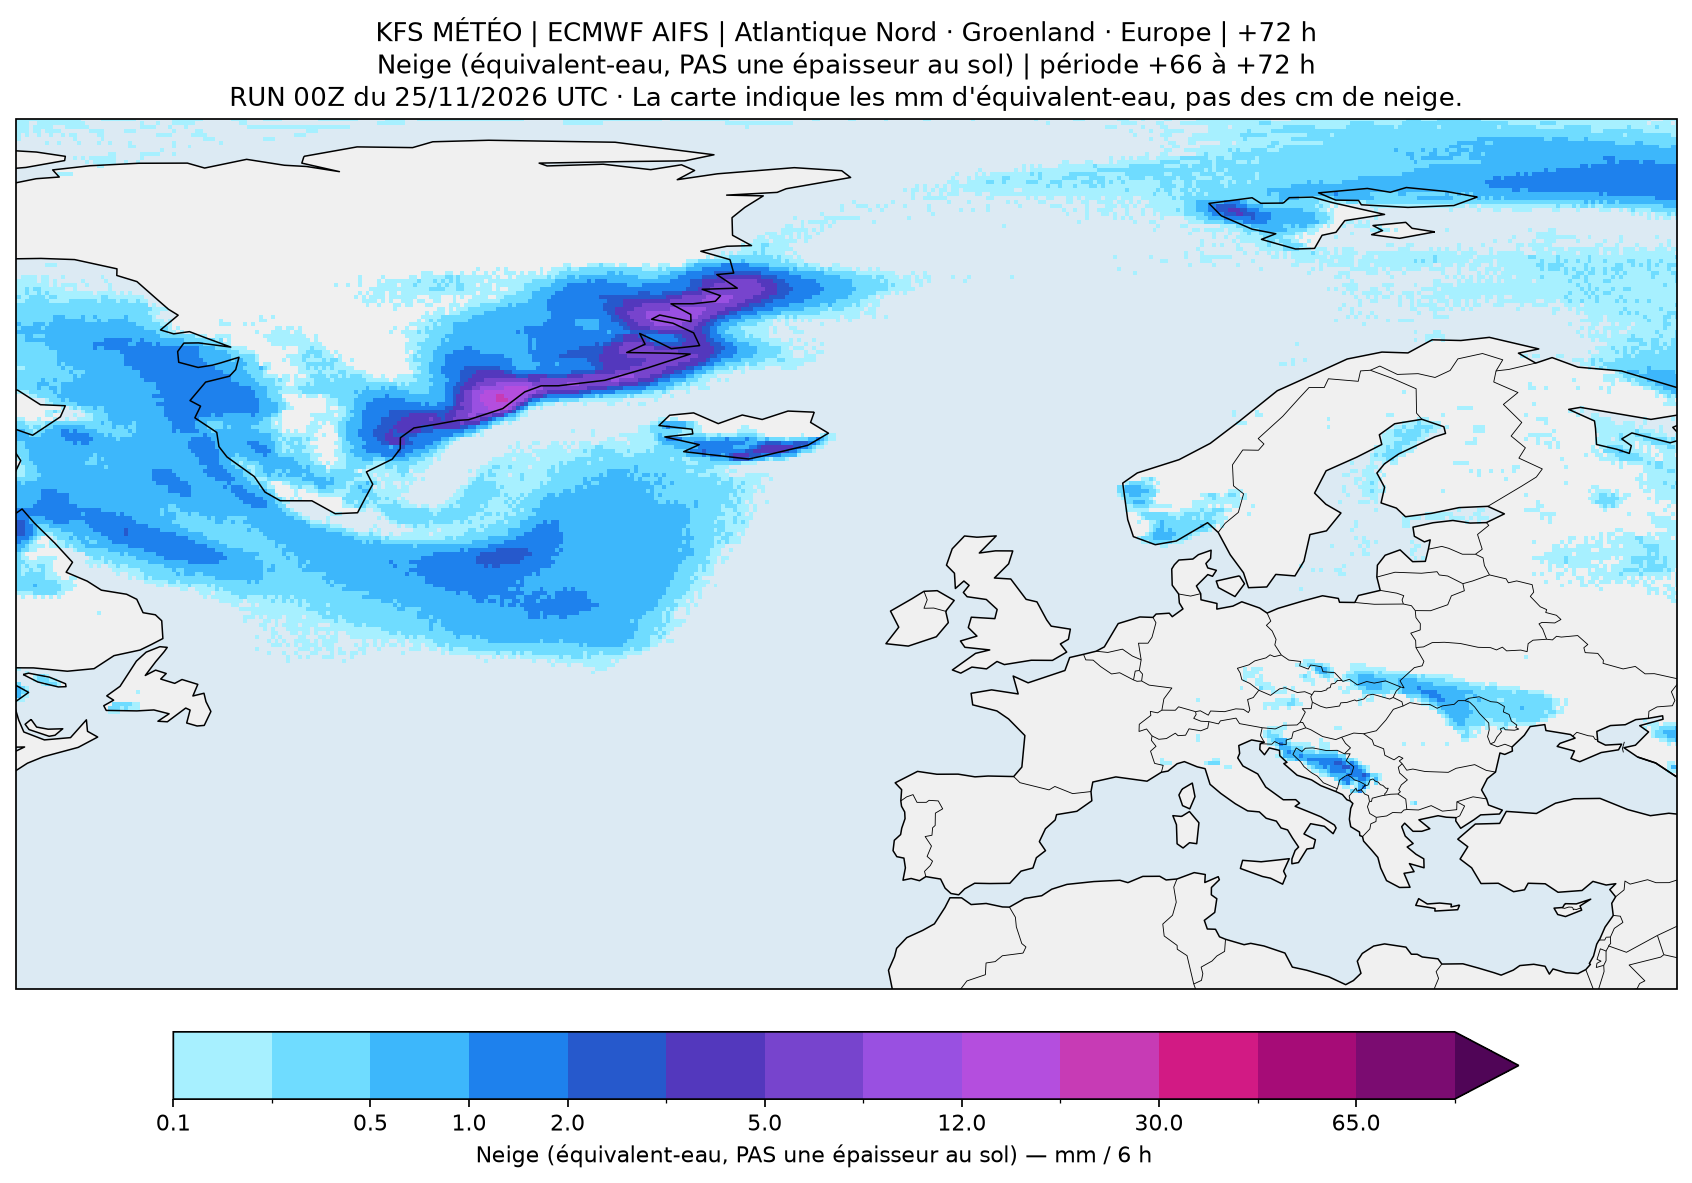 KFS MÉTÉO | ECMWF AIFS | Atlantique Nord · Groenland · Europe | +72 h
Neige (équivalent-eau, PAS une épaisseur au sol) | période +66 à +72 h
RUN 00Z du 25/11/2026 UTC · La carte indique les mm d'équivalent-eau, pas des cm de neige.
0.1 0.5 1.0 2.0 5.0 12.0 30.0 65.0
Neige (équivalent-eau, PAS une épaisseur au sol) — mm / 6 h